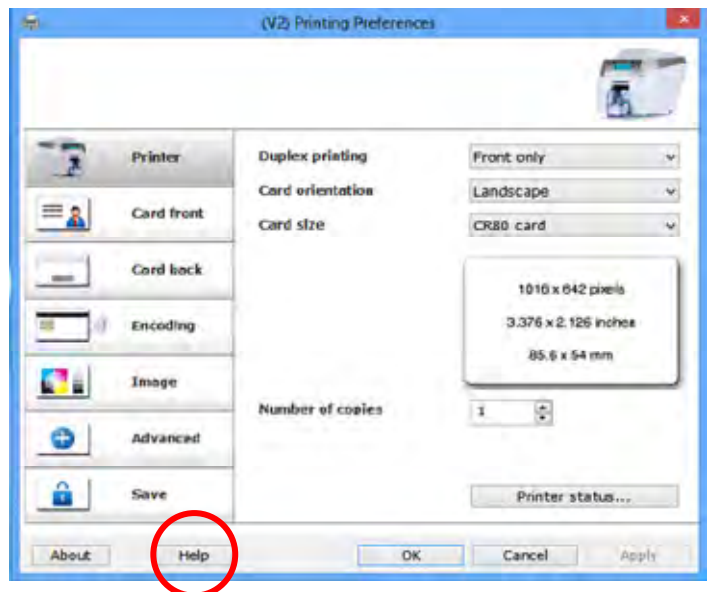 (V2) Printing Preferences
Printer
Duplex printing Front only
Card orientation Landscape
Card front
Card size CR80 card
Card back
1016 x 642 pixels
3.376 x 2.126 inches
Encoding
85.6 x 54 mm
Image
Number of copies 1
Advanced
Save
Printer status...
About Help OK Cancel Apply